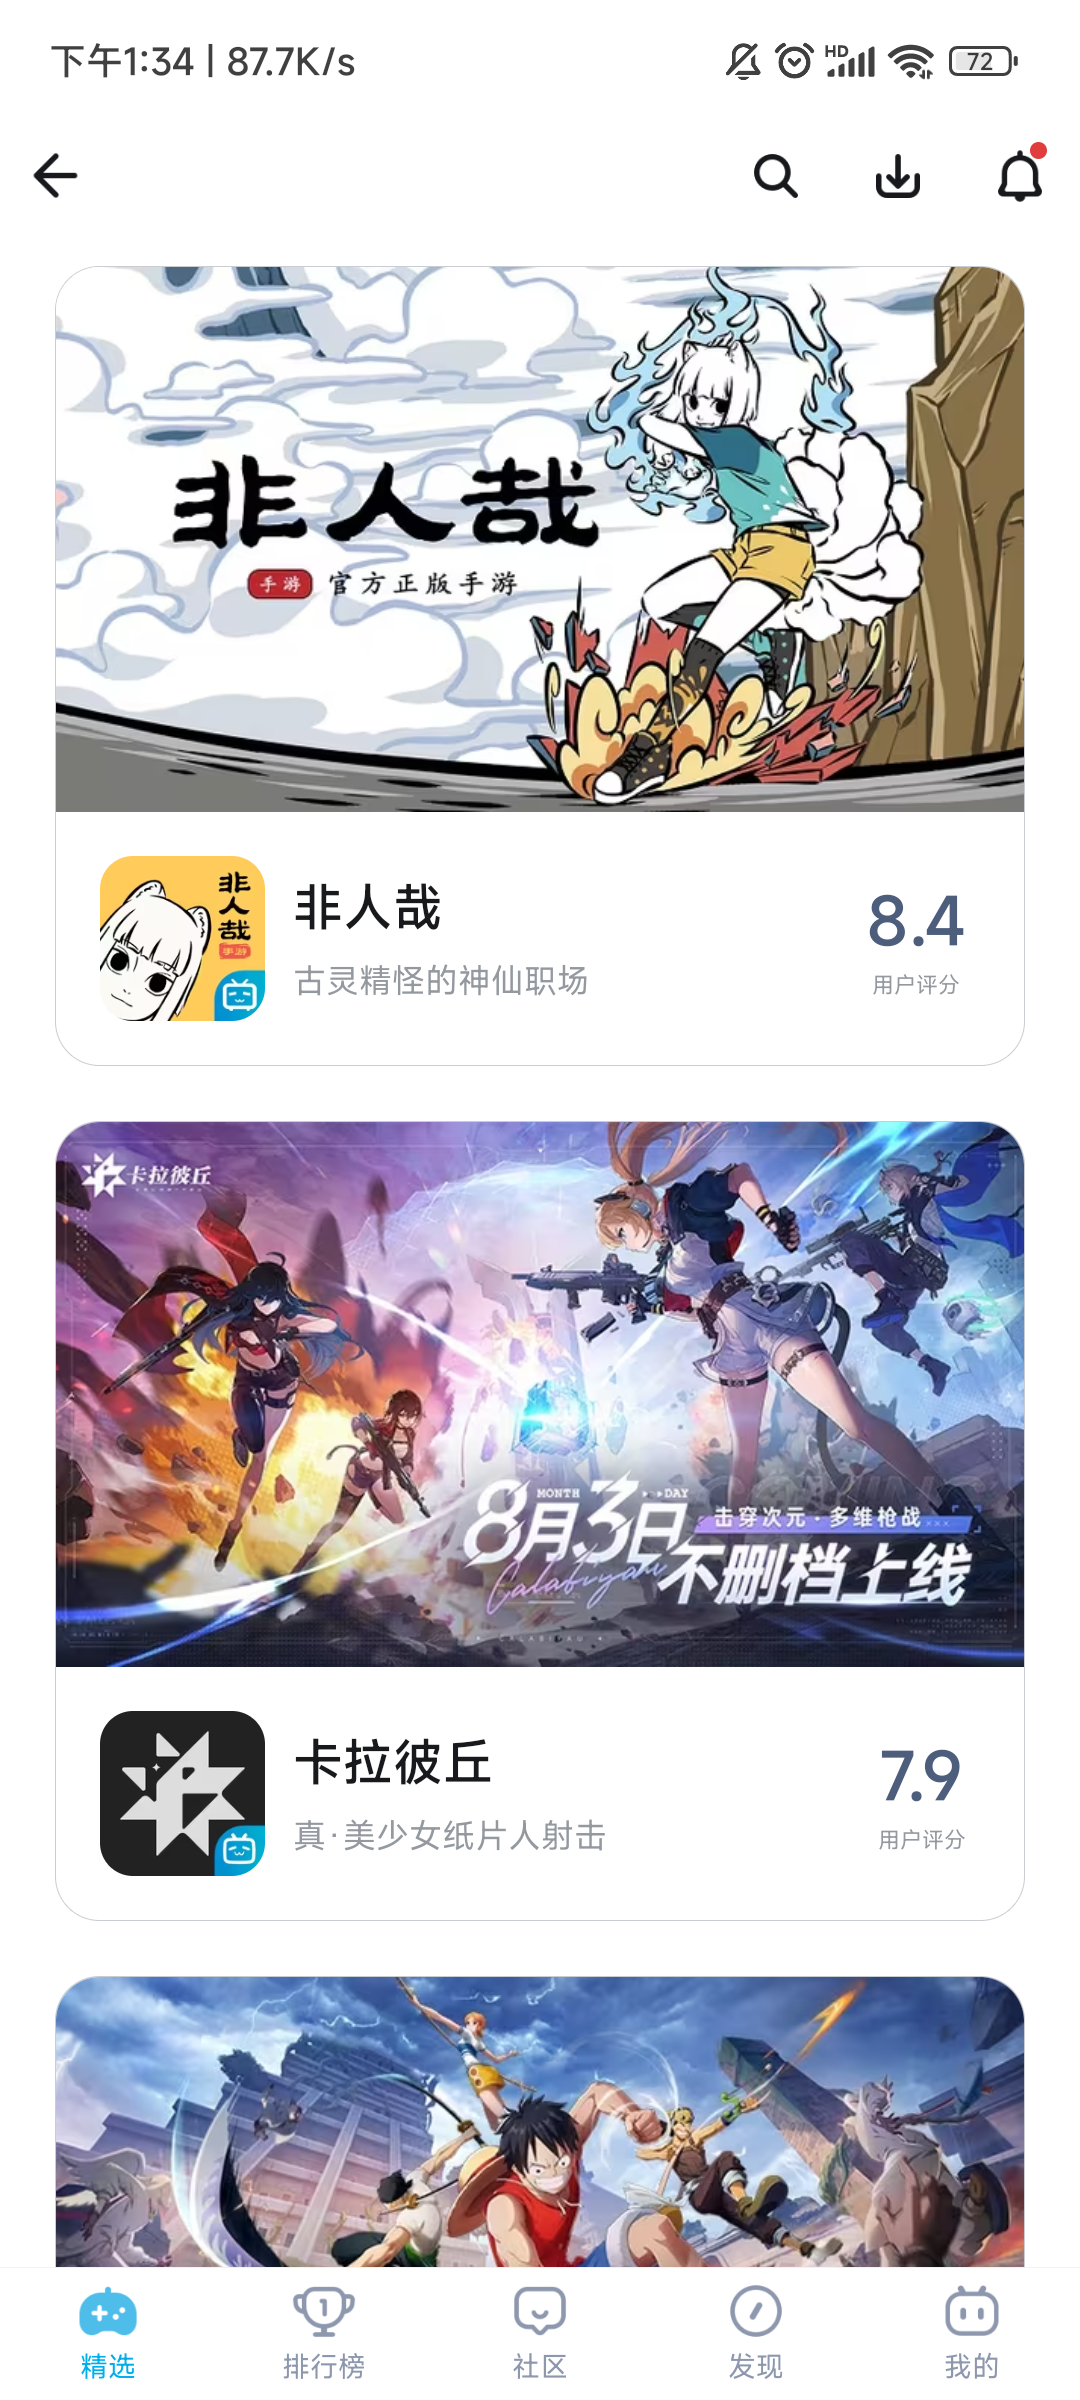 下午1:34 | 87.7K/s
HD
72
非人哉
手游 官方正版手游
非人哉
手游
非人哉
古灵精怪的神仙职场
8.4
用户评分
卡拉彼丘
MONTH DAY
8月3日
击穿次元·多维枪战
Calabiyau
不删档上线
CALABIYAU
卡拉彼丘
真·美少女纸片人射击
7.9
用户评分
1
精选
排行榜
社区
发现
我的